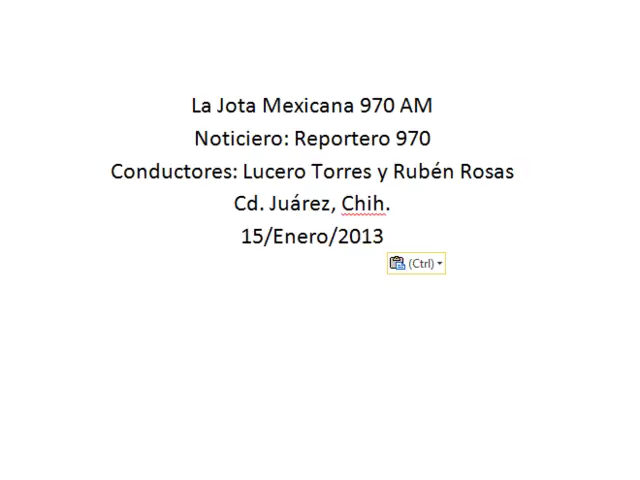 La Jota Mexicana 970 AM
Noticiero: Reportero 970
Conductores: Lucero Torres y Rubén Rosas
Cd. Juárez, Chih.
15/Enero/2013
(Ctrl)